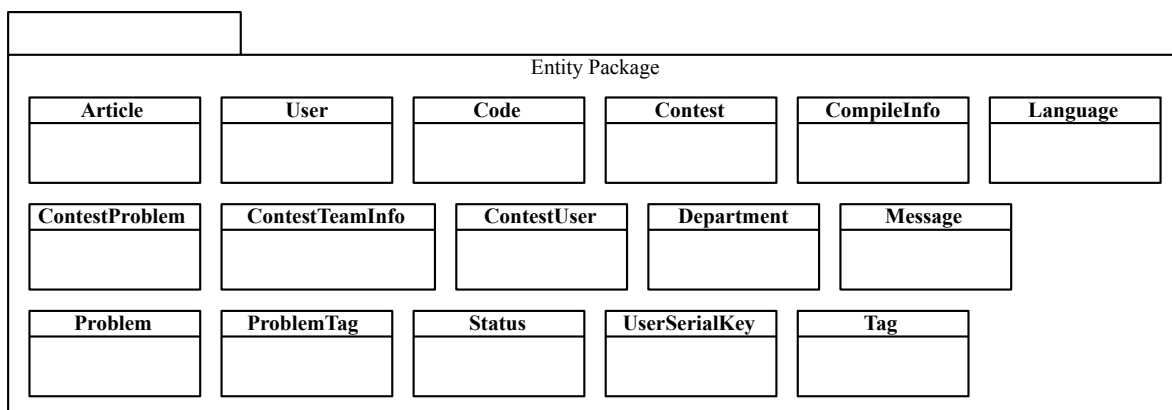 Entity Package
Article User Code Contest CompileInfo Language
ContestProblem ContestTeamInfo ContestUser Department Message
Problem ProblemTag Status UserSerialKey Tag